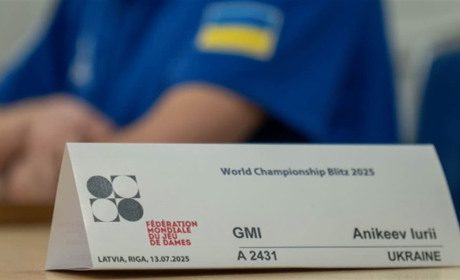 World Championship Blitz 2025
FÉDÉRATION
MONDIALE
DU JEU
DE DAMES
GMI Anikeev Iurii
LATVIA, RIGA, 13.07.2025 A 2431 UKRAINE